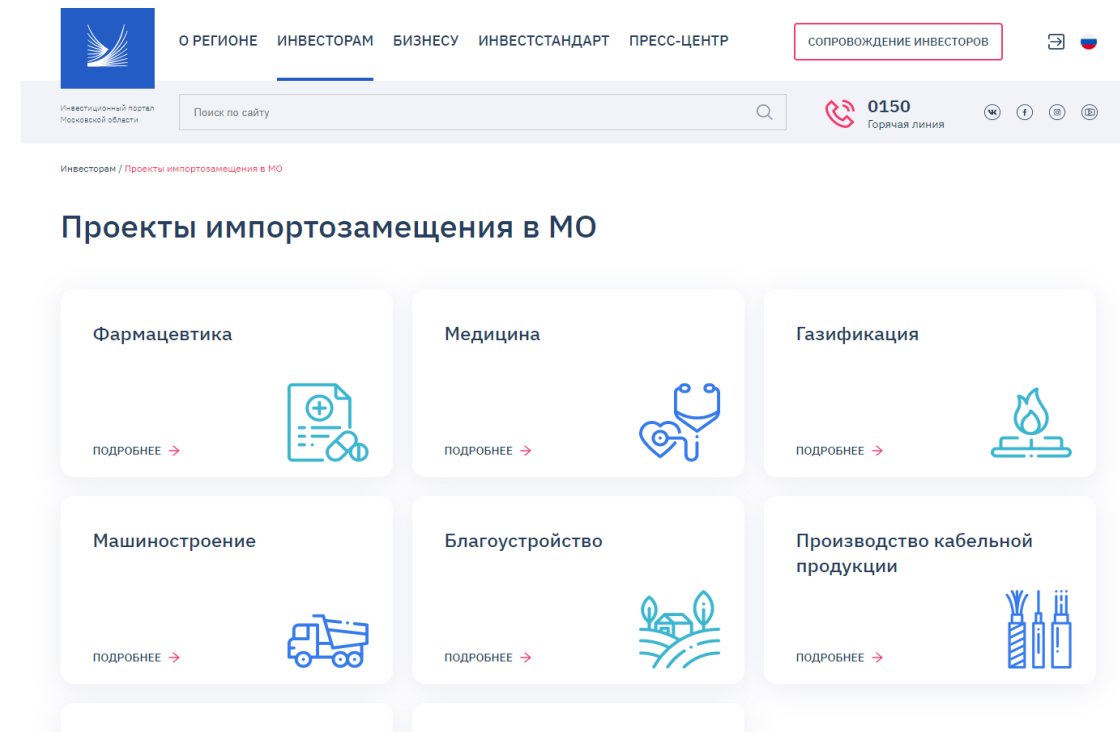 О РЕГИОНЕ ИНВЕСТОРАМ БИЗНЕСУ ИНВЕСТСТАНДАРТ ПРЕСС-ЦЕНТР СОПРОВОЖДЕНИЕ ИНВЕСТОРОВ
Инвестиционный портал
Московской области
Поиск по сайту
0150
Горячая линия
Инвесторам / Проекты импортозамещения в МО
Проекты импортозамещения в МО
Фармацевтика
ПОДРОБНЕЕ
Медицина
ПОДРОБНЕЕ
Газификация
ПОДРОБНЕЕ
Машиностроение
ПОДРОБНЕЕ
Благоустройство
ПОДРОБНЕЕ
Производство кабельной
продукции
ПОДРОБНЕЕ